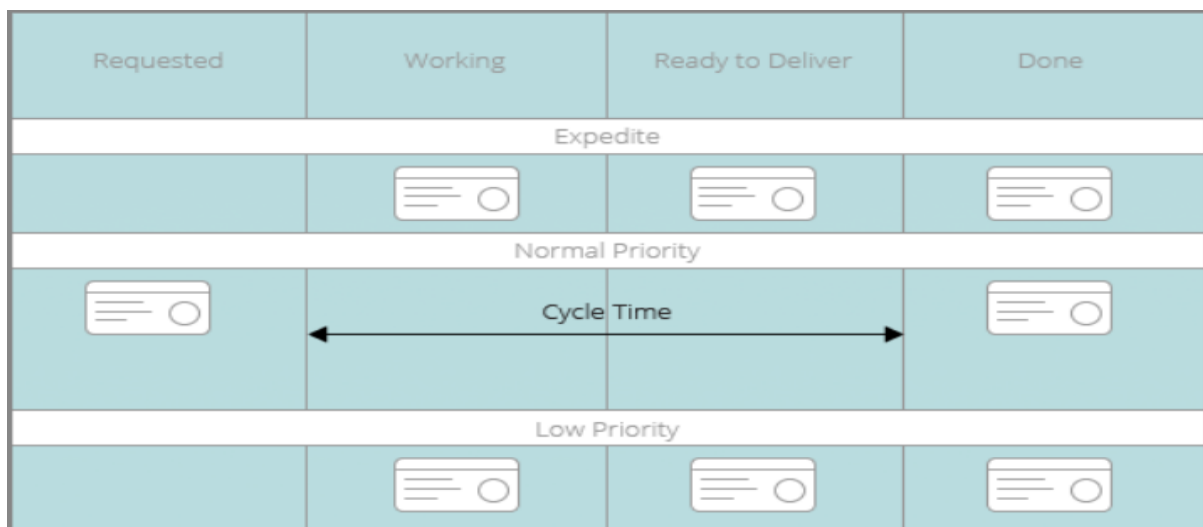 Requested Working Ready to Deliver Done
Expedite
Normal Priority
Cycle Time
Low Priority